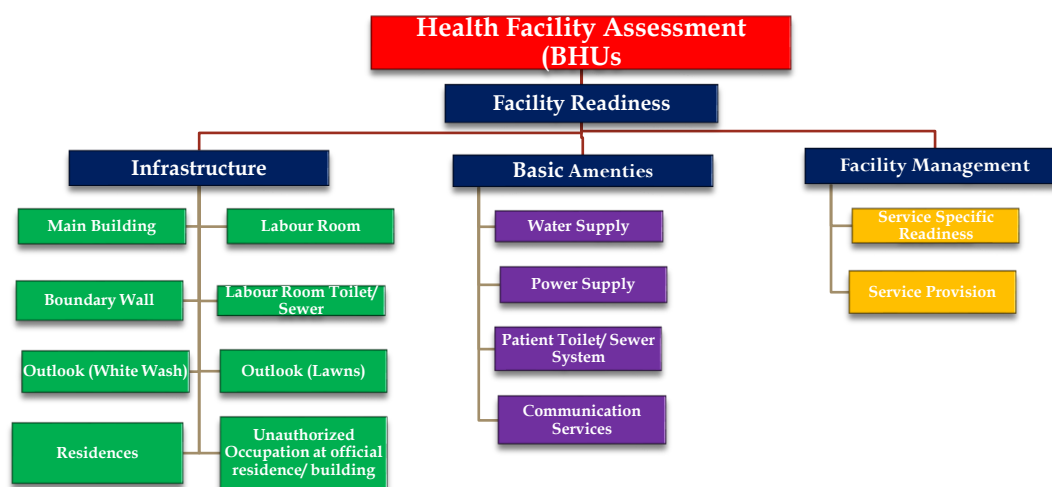 Health Facility Assessment
(BHUs
Facility Readiness
Infrastructure
Basic Amenties
Facility Management
Main Building
Labour Room
Boundary Wall
Labour Room Toilet/
Sewer
Outlook (White Wash)
Outlook (Lawns)
Residences
Unauthorized
Occupation at official
residence/ building
Water Supply
Power Supply
Patient Toilet/ Sewer
System
Communication
Services
Service Specific
Readiness
Service Provision